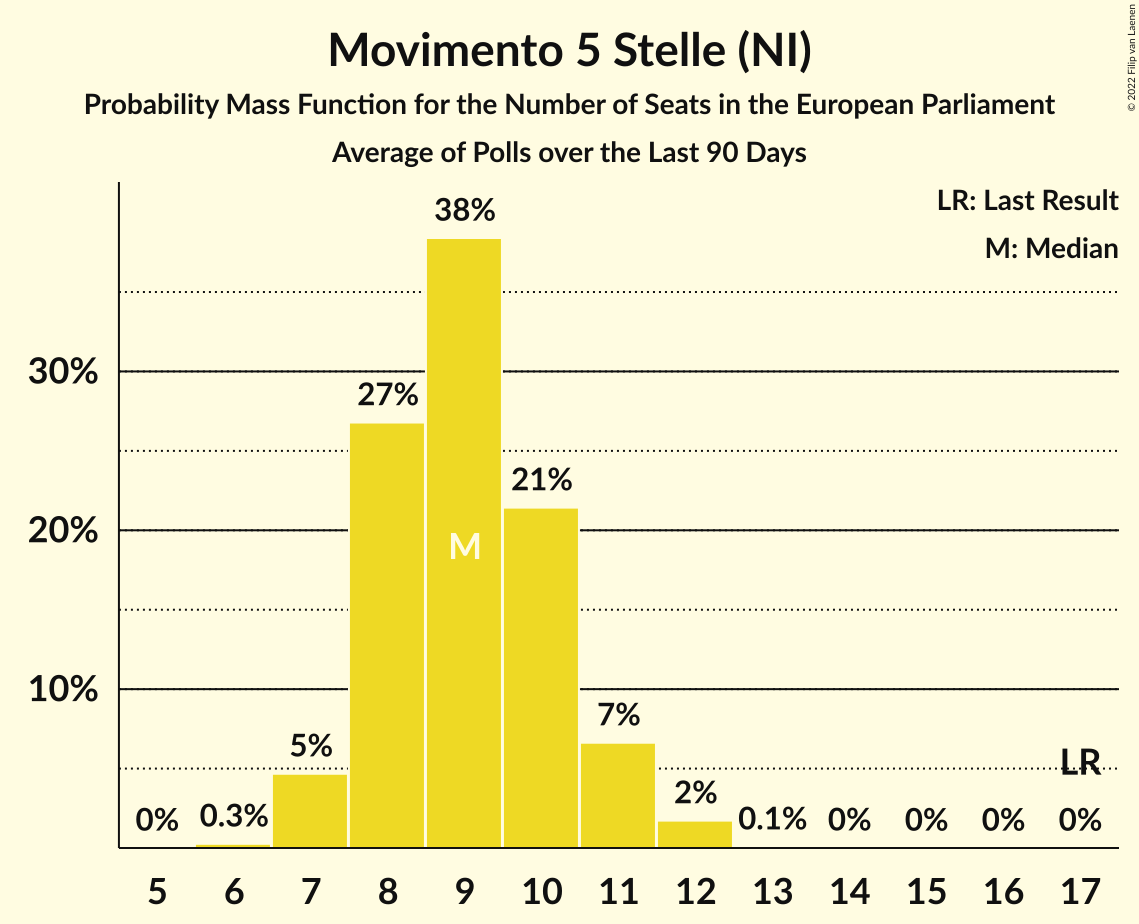 Movimento 5 Stelle (NI)
Probability Mass Function for the Number of Seats in the European Parliament
Average of Polls over the Last 90 Days
© 2022 Filip van Laenen
LR: Last Result
M: Median
38%
30%
27%
21%
20%
M
10%
7%
5%
LR
2%
0% 0.3% 0.1% 0% 0% 0% 0%
5 6 7 8 9 10 11 12 13 14 15 16 17